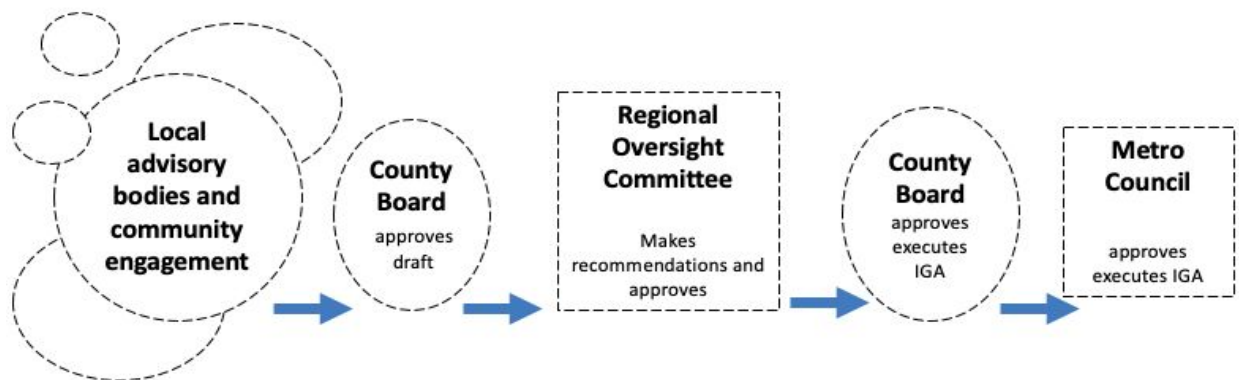 Local
advisory
bodies and
community
engagement
County
Board
approves
draft
Regional
Oversight
Committee
Makes
recommendations and
approves
County
Board
approves
executes
IGA
Metro
Council
approves
executes IGA